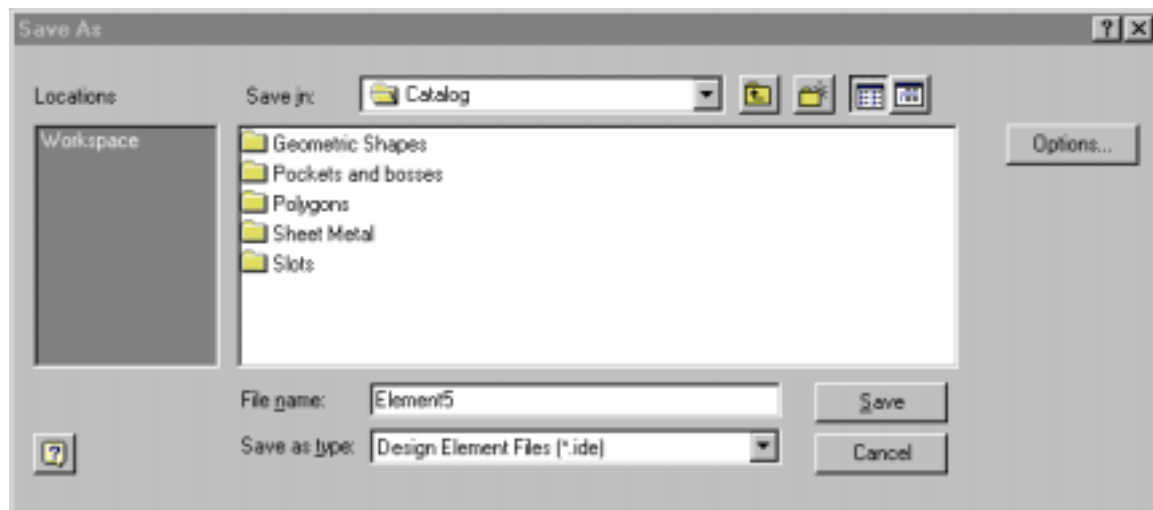 Save As
Locations
Save in: Catalog
Workspace
Geometric Shapes
Pockets and bosses
Polygons
Sheet Metal
Slots
Options...
File name: Element5
Save
Save as type: Design Element Files (*.ide)
Cancel